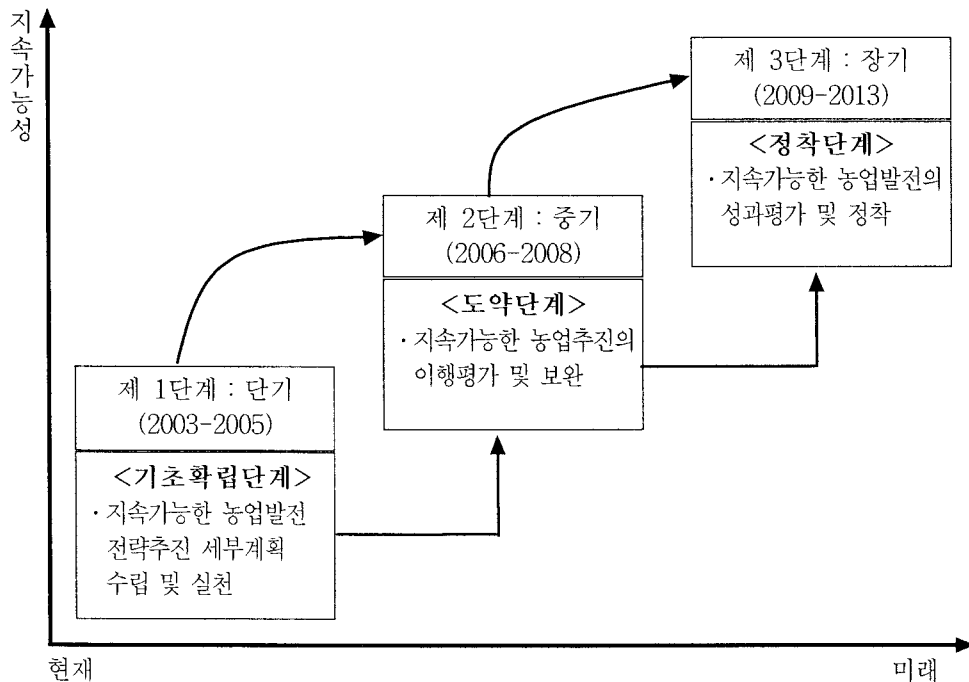 지속가능성
제 3단계 : 장기
(2009-2013)
<정착단계>
· 지속가능한 농업발전의
성과평가 및 정착
제 2단계 : 중기
(2006-2008)
<도약단계>
· 지속가능한 농업추진의
이행평가 및 보완
제 1단계 : 단기
(2003-2005)
<기초확립단계>
· 지속가능한 농업발전
전략추진 세부계획
수립 및 실천
현재
미래